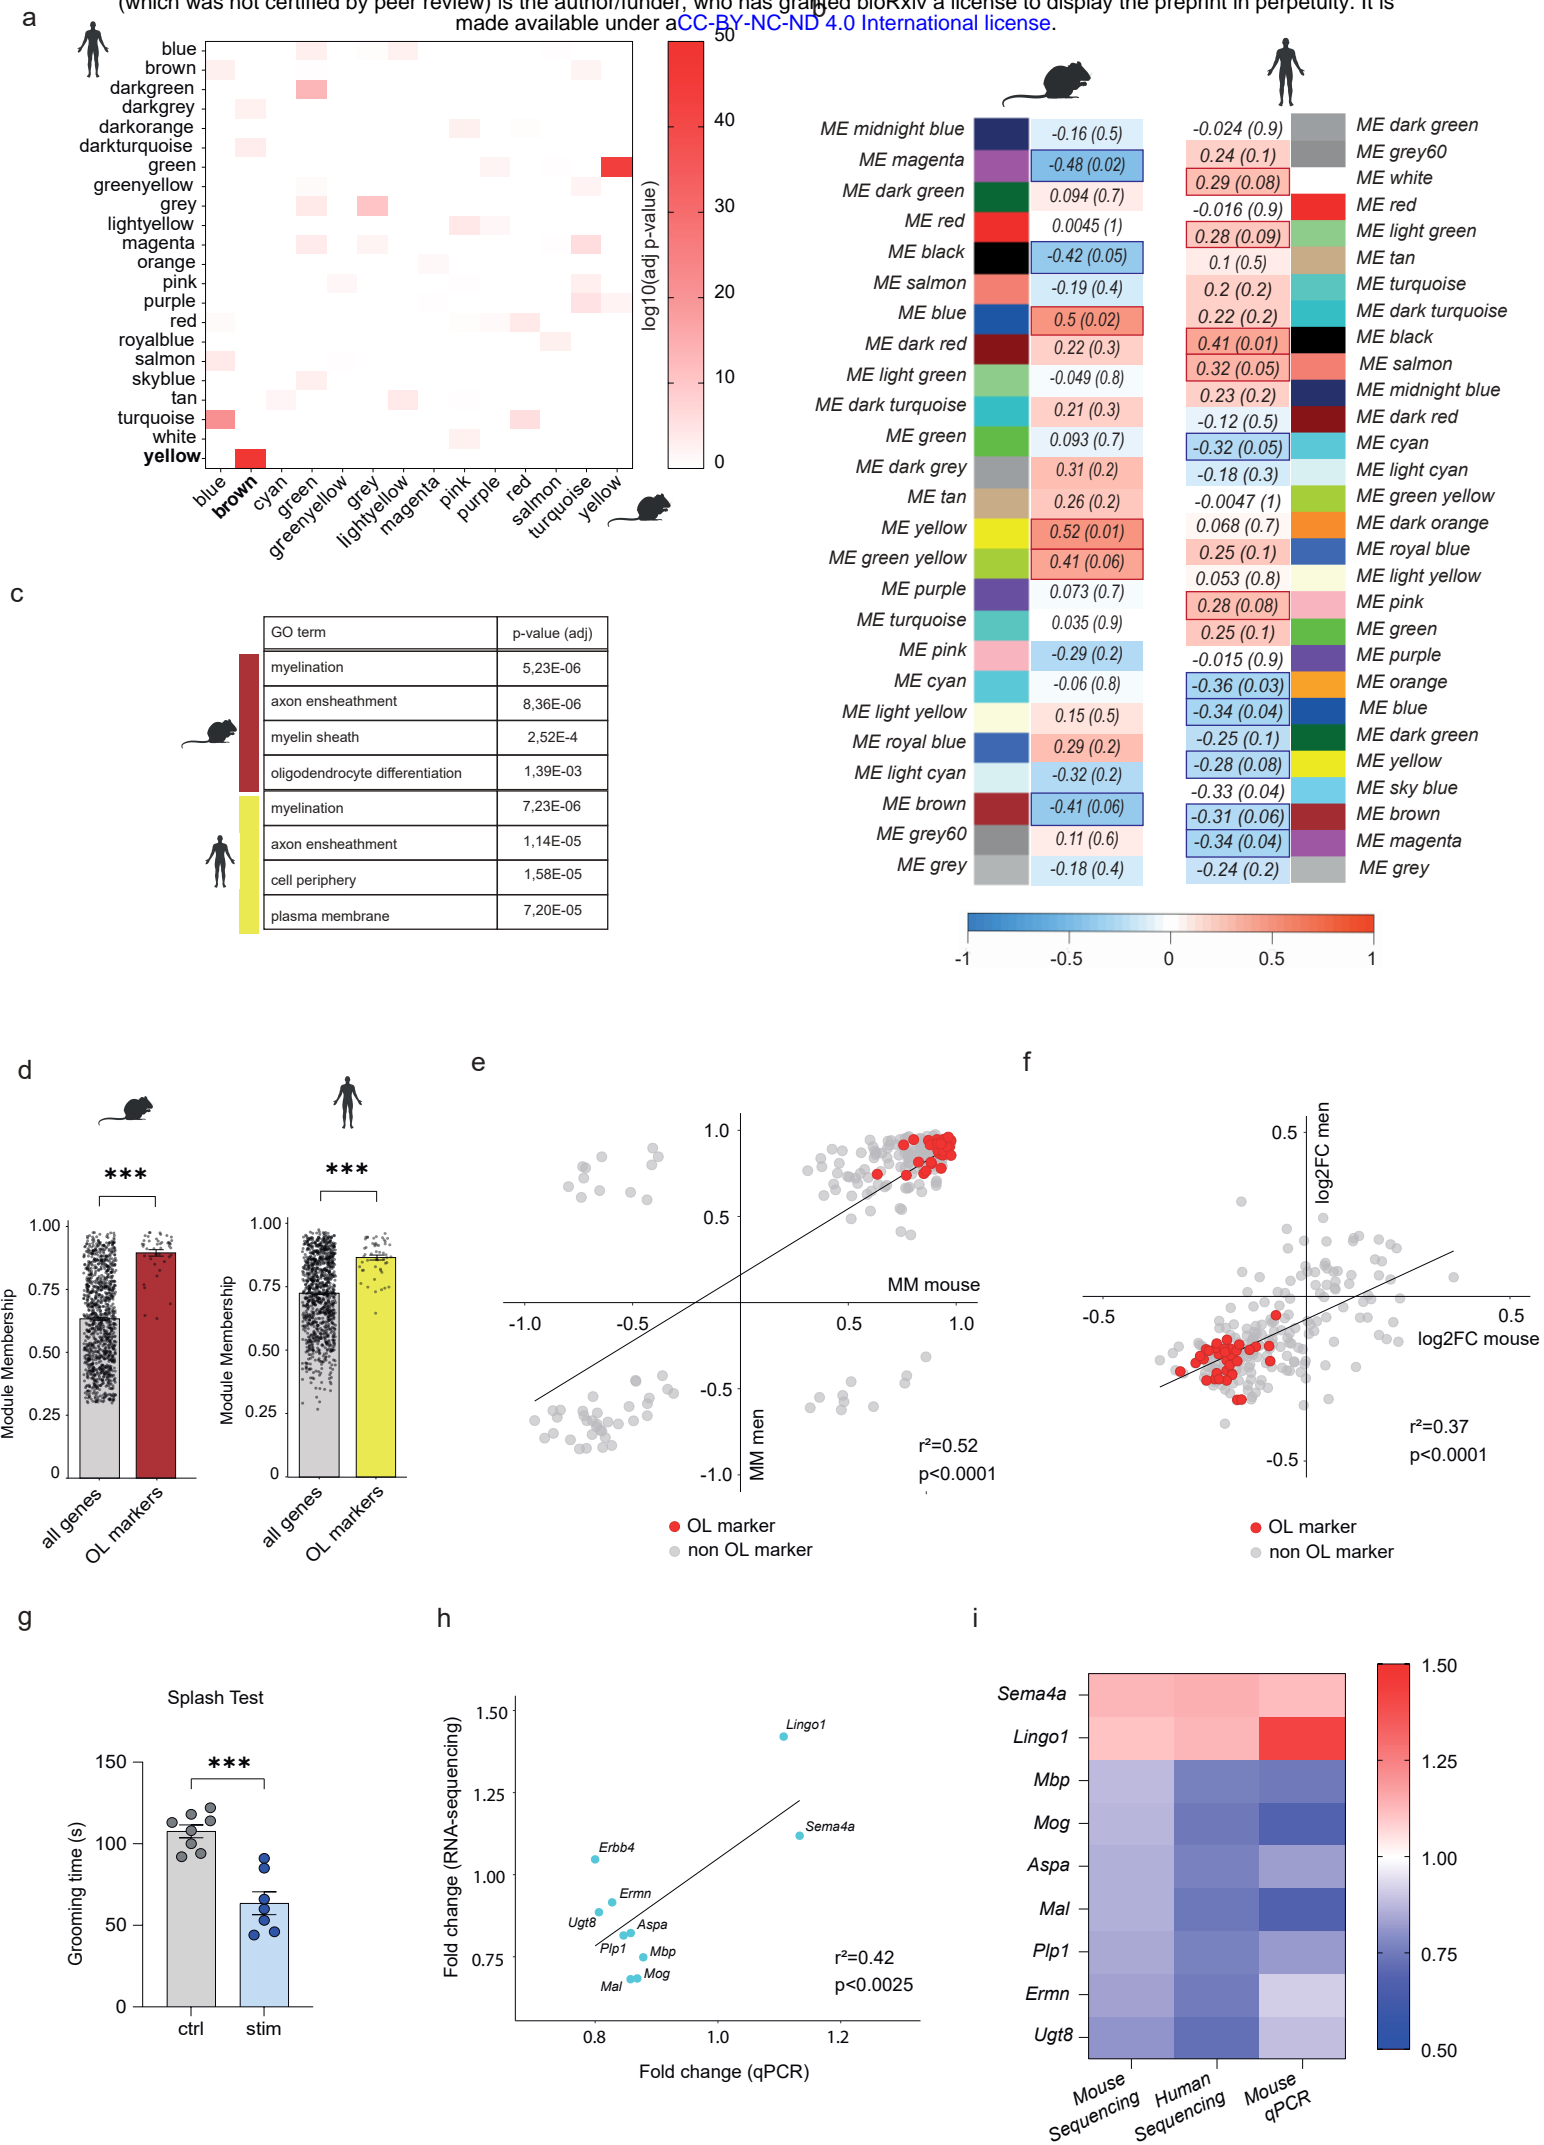 (which was not certified by peer review) is the author/funder, who has granted bioRxiv a license to display the preprint in perpetuity. It is
made available under aCC-BY-NC-ND 4.0 International license.
a
blue
brown
darkgreen
darkgrey
darkorange
darkturquoise
green
greenyellow
grey
lightyellow
magenta
orange
pink
purple
red
royalblue
salmon
skyblue
tan
turquoise
white
yellow
blue
brown
cyan
green
greenyellow
grey
lightyellow
magenta
pink
purple
red
salmon
turquoise
yellow
50
40
30
20
10
0
log10(adj p-value)
b
ME midnight blue -0.16 (0.5)
ME magenta -0.48 (0.02)
ME dark green 0.094 (0.7)
ME red 0.0045 (1)
ME black -0.42 (0.05)
ME salmon -0.19 (0.4)
ME blue 0.5 (0.02)
ME dark red 0.22 (0.3)
ME light green -0.049 (0.8)
ME dark turquoise 0.21 (0.3)
ME green 0.093 (0.7)
ME dark grey 0.31 (0.2)
ME tan 0.26 (0.2)
ME yellow 0.52 (0.01)
ME green yellow 0.41 (0.06)
ME purple 0.073 (0.7)
ME turquoise 0.035 (0.9)
ME pink -0.29 (0.2)
ME cyan -0.06 (0.8)
ME light yellow 0.15 (0.5)
ME royal blue 0.29 (0.2)
ME light cyan -0.32 (0.2)
ME brown -0.41 (0.06)
ME grey60 0.11 (0.6)
ME grey -0.18 (0.4)
-0.024 (0.9) ME dark green
0.24 (0.1) ME grey60
0.29 (0.08) ME white
-0.016 (0.9) ME red
0.28 (0.09) ME light green
0.1 (0.5) ME tan
0.2 (0.2) ME turquoise
0.22 (0.2) ME dark turquoise
0.41 (0.01) ME black
0.32 (0.05) ME salmon
0.23 (0.2) ME midnight blue
-0.12 (0.5) ME dark red
-0.32 (0.05) ME cyan
-0.18 (0.3) ME light cyan
-0.0047 (1) ME green yellow
0.068 (0.7) ME dark orange
0.25 (0.1) ME royal blue
0.053 (0.8) ME light yellow
0.28 (0.08) ME pink
0.25 (0.1) ME green
-0.015 (0.9) ME purple
-0.36 (0.03) ME orange
-0.34 (0.04) ME blue
-0.25 (0.1) ME dark green
-0.28 (0.08) ME yellow
-0.33 (0.04) ME sky blue
-0.31 (0.06) ME brown
-0.34 (0.04) ME magenta
-0.24 (0.2) ME grey
-1 -0.5 0 0.5 1
c
GO term p-value (adj)
myelination 5,23E-06
axon ensheathment 8,36E-06
myelin sheath 2,52E-4
oligodendrocyte differentiation 1,39E-03
myelination 7,23E-06
axon ensheathment 1,14E-05
cell periphery 1,58E-05
plasma membrane 7,20E-05
d
***
1.00
0.75
0.50
0.25
0
Module Membership
all genes
OL markers
***
1.00
0.75
0.50
0.25
0
Module Membership
all genes
OL markers
e
1.0
0.5
MM mouse
-1.0 -0.5 0.5 1.0
-0.5
-1.0
MM men
r²=0.52
p<0.0001
OL marker
non OL marker
f
0.5
log2FC men
-0.5 0.5
log2FC mouse
-0.5
r²=0.37
p<0.0001
OL marker
non OL marker
g
Splash Test
***
150
100
50
0
Grooming time (s)
ctrl stim
h
1.50
1.25
1.00
0.75
Fold change (RNA-sequencing)
Lingo1
Sema4a
Erbb4
Ermn
Ugt8
Aspa
Plp1
Mbp
Mog
Mal
r²=0.42
p<0.0025
0.8 1.0 1.2
Fold change (qPCR)
i
Sema4a
Lingo1
Mbp
Mog
Aspa
Mal
Plp1
Ermn
Ugt8
Mouse Sequencing
Human Sequencing
Mouse qPCR
1.50
1.25
1.00
0.75
0.50